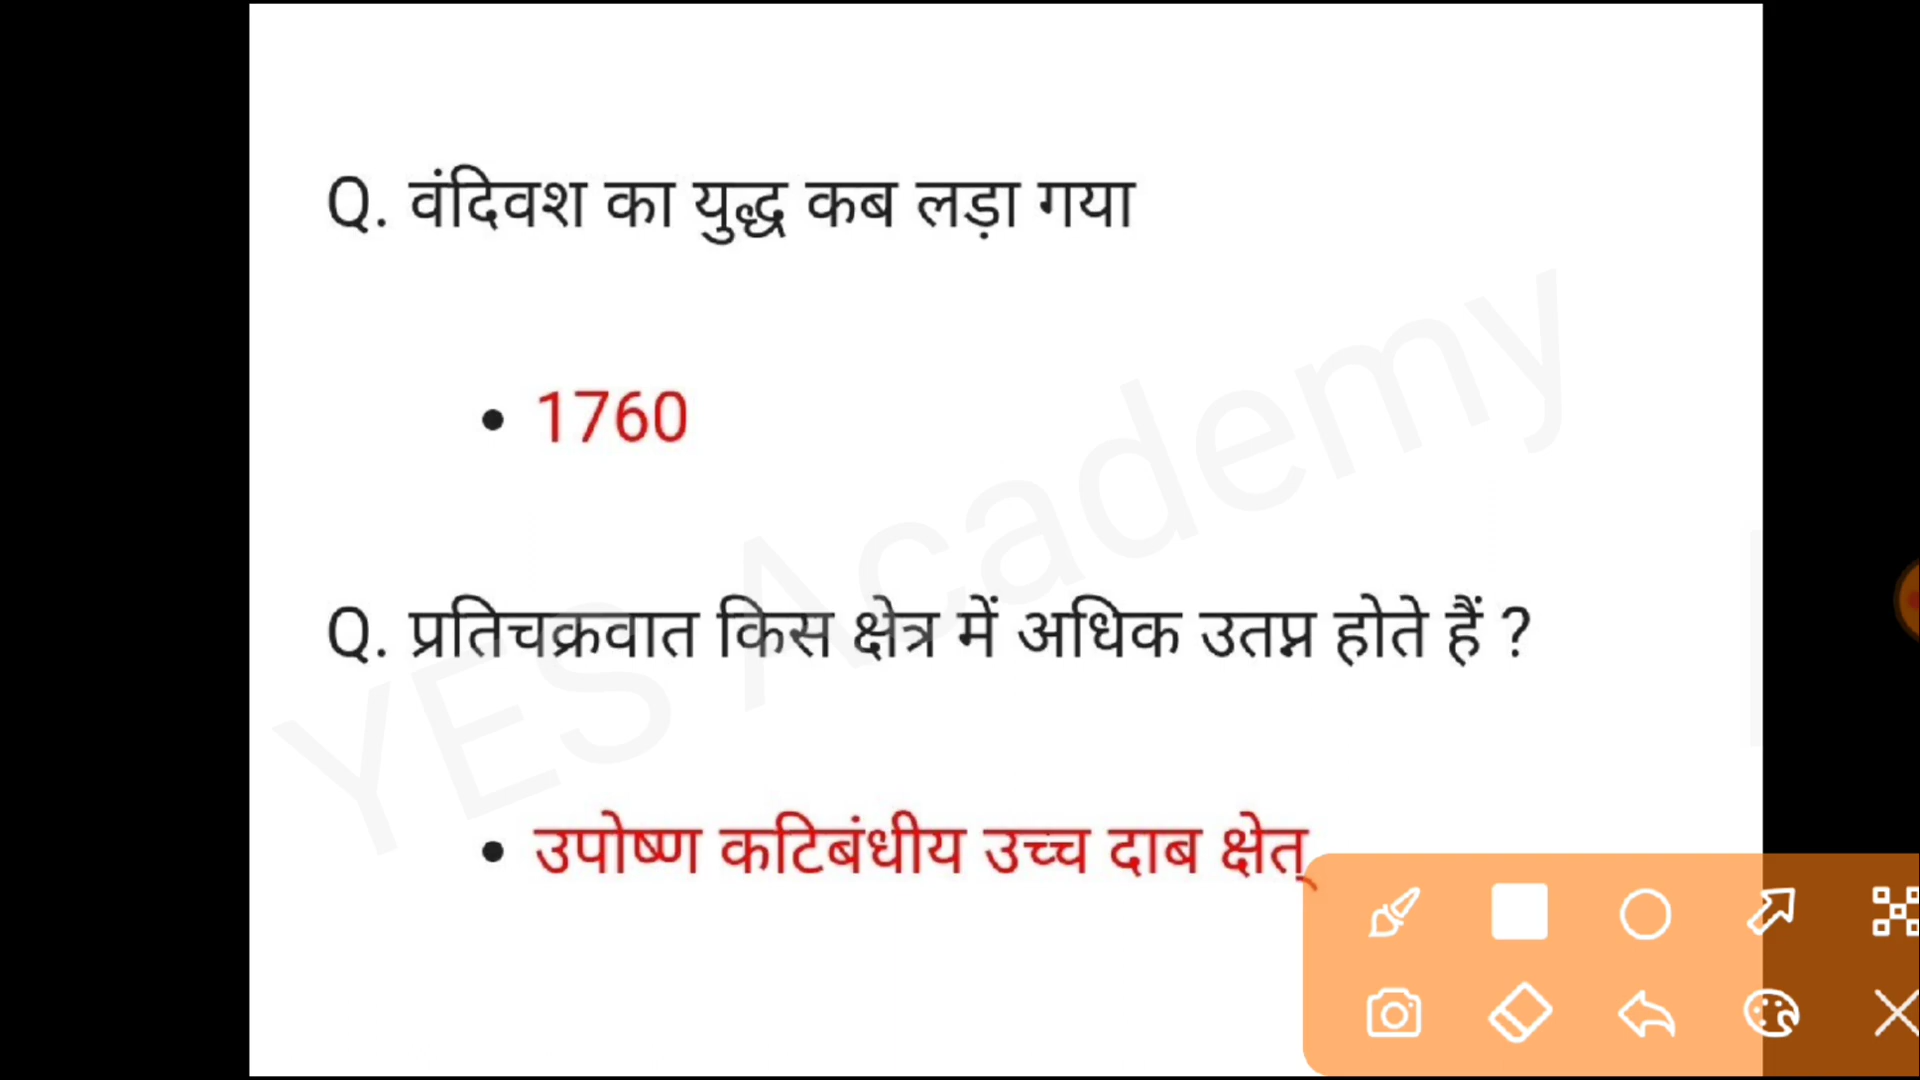 Q. वंदिवश का युद्ध कब लड़ा गया
• 1760
Q. प्रतिचक्रवात किस क्षेत्र में अधिक उतप्न होते हैं ?
• उपोष्ण कटिबंधीय उच्च दाब क्षेत्
YES Academy